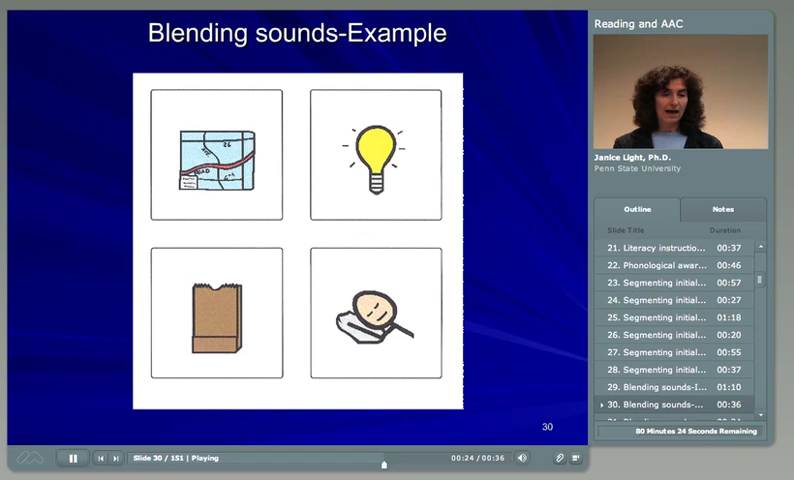 Blending sounds-Example
26
ROAD
30
Slide 30 / 151 | Playing
00:24 / 00:36
Reading and AAC
Janice Light, Ph.D.
Penn State University
Outline
Notes
Slide Title Duration
21. Literacy instructio... 00:37
22. Phonological awar... 00:46
23. Segmenting initial... 00:57
24. Segmenting initial... 00:27
25. Segmenting initial... 01:18
26. Segmenting initial... 00:20
27. Segmenting initial... 00:55
28. Segmenting initial... 00:37
29. Blending sounds-I... 01:10
30. Blending sounds-... 00:36
80 Minutes 24 Seconds Remaining